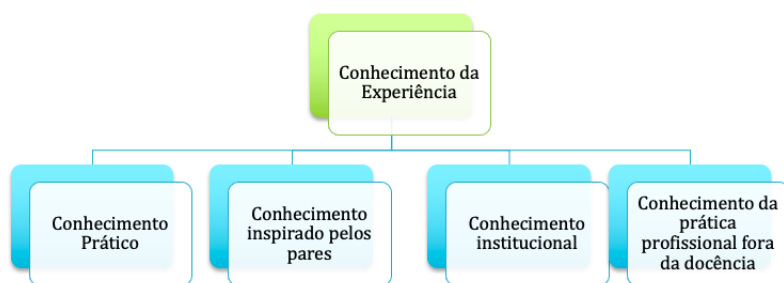 Conhecimento da
Experiência
Conhecimento
Prático
Conhecimento
inspirado pelos
pares
Conhecimento
institucional
Conhecimento da
prática
profissional fora
da docência